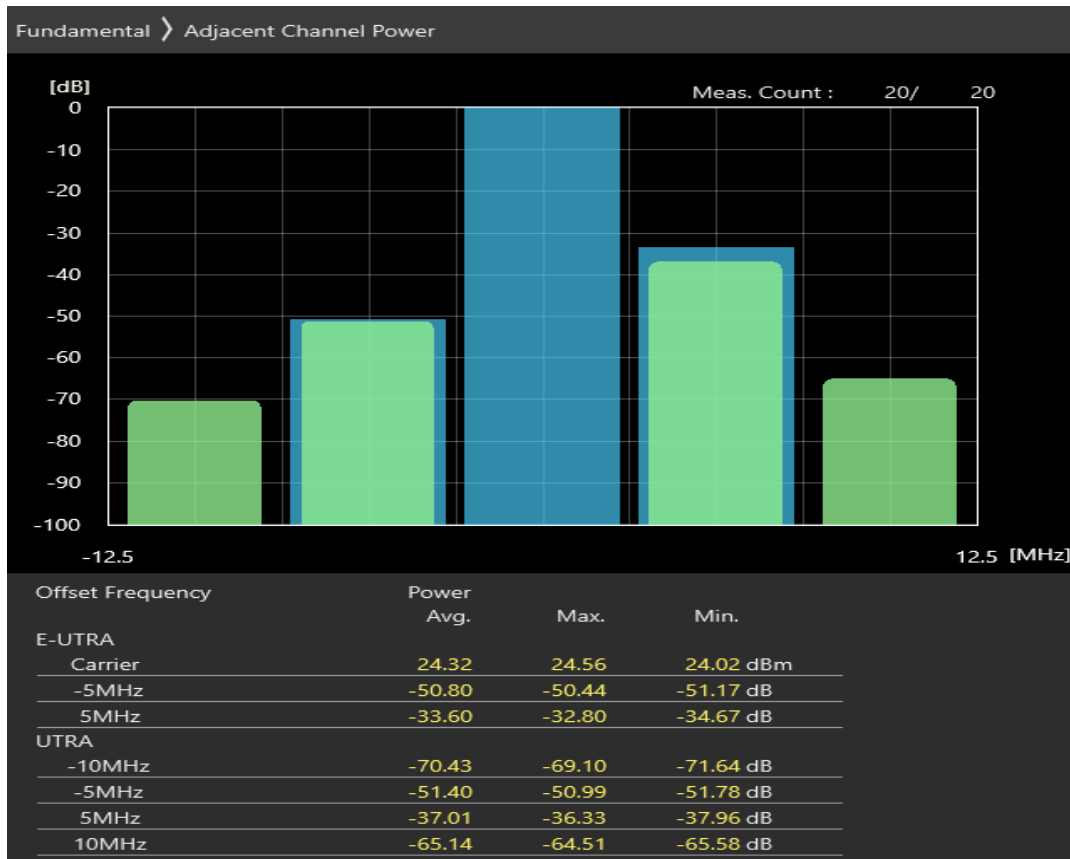 Fundamental 〉 Adjacent Channel Power
[dB]
Meas. Count : 20/ 20
0
-10
-20
-30
-40
-50
-60
-70
-80
-90
-100
-12.5 12.5 [MHz]
Offset Frequency Power
Avg. Max. Min.
E-UTRA
Carrier 24.32 24.56 24.02 dBm
-5MHz -50.80 -50.44 -51.17 dB
5MHz -33.60 -32.80 -34.67 dB
UTRA
-10MHz -70.43 -69.10 -71.64 dB
-5MHz -51.40 -50.99 -51.78 dB
5MHz -37.01 -36.33 -37.96 dB
10MHz -65.14 -64.51 -65.58 dB